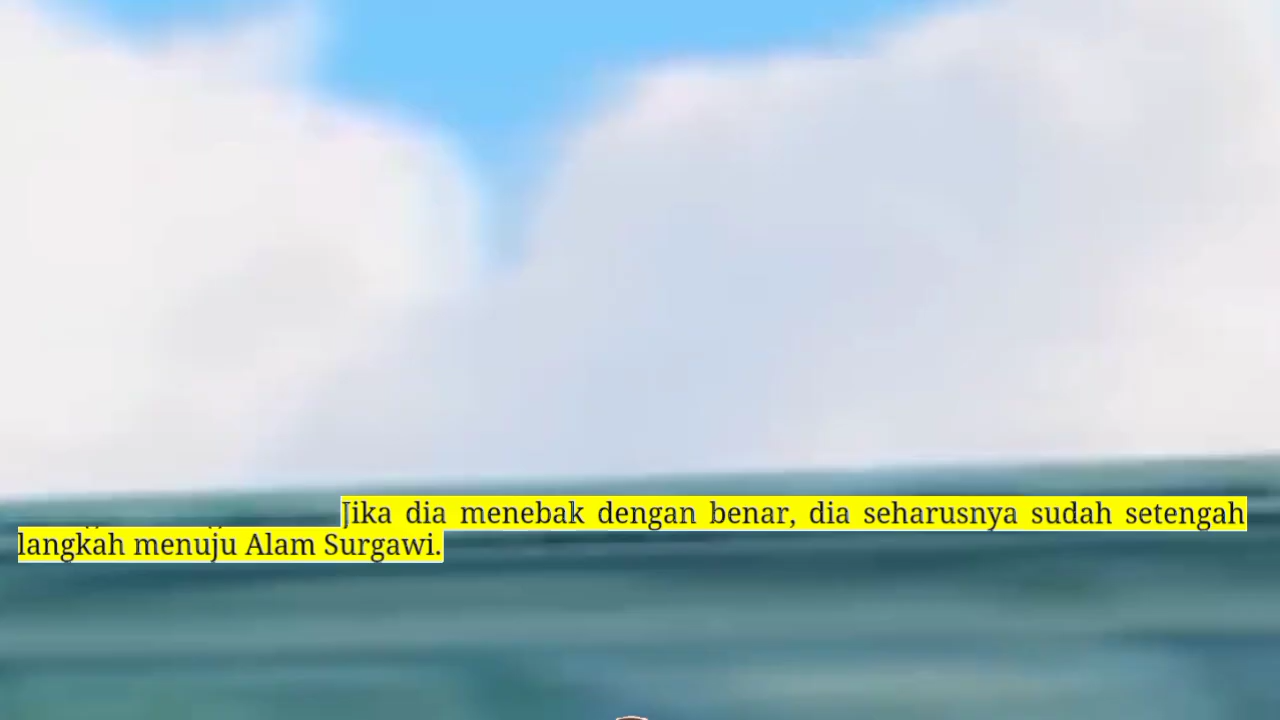 Jika dia menebak dengan benar, dia seharusnya sudah setengah
langkah menuju Alam Surgawi.